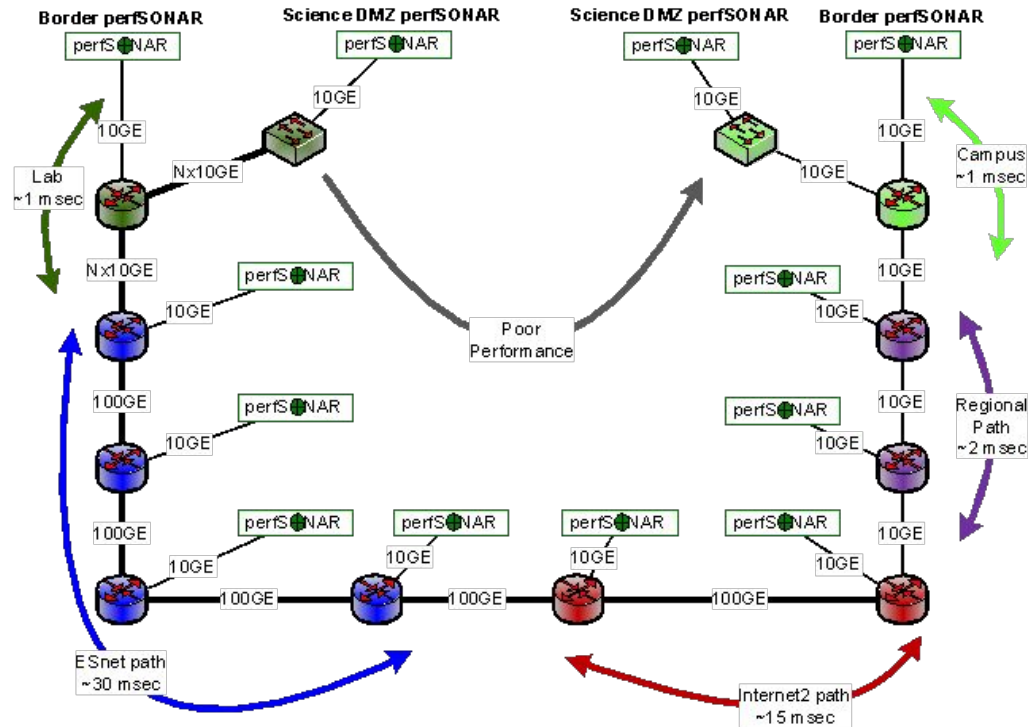 Border perfSONAR
Science DMZ perfSONAR
Science DMZ perfSONAR
Border perfSONAR
perfSONAR
perfSONAR
perfSONAR
perfSONAR
10GE
10GE
10GE
10GE
Lab
~1 msec
Nx10GE
10GE
Campus
~1 msec
Nx10GE
perfSONAR
10GE
perfSONAR
10GE
10GE
10GE
Poor
Performance
100GE
perfSONAR
10GE
perfSONAR
10GE
10GE
Regional
Path
~2 msec
100GE
perfSONAR
10GE
perfSONAR
10GE
perfSONAR
10GE
perfSONAR
10GE
10GE
100GE
100GE
100GE
ESnet path
~30 msec
Internet2 path
~15 msec